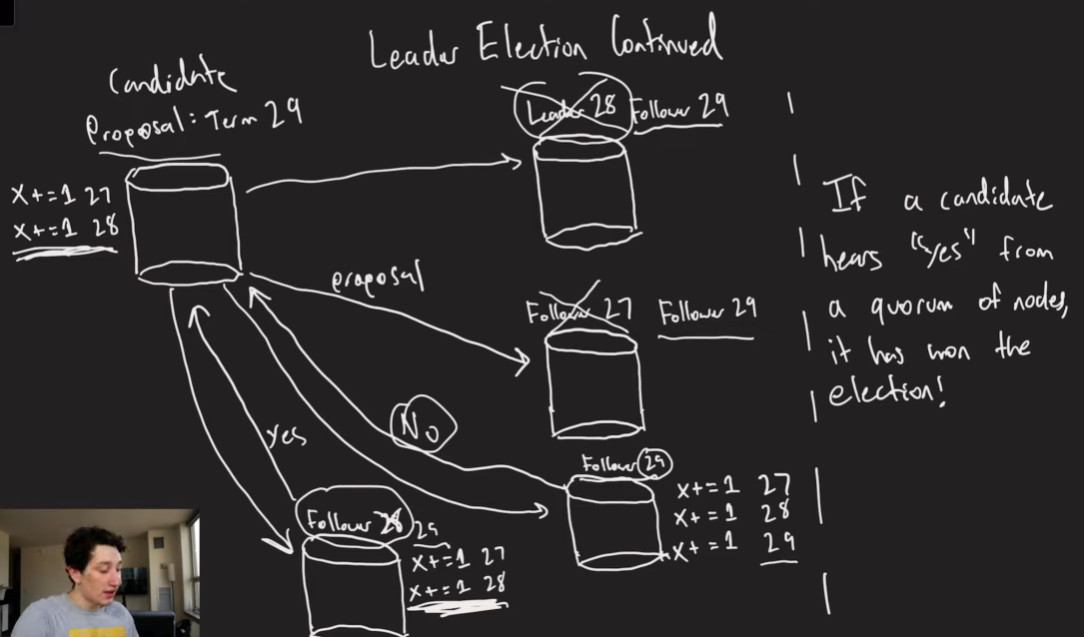 Leader Election Continued
Candidate
Proposal: Term 29
X+=1 27
X+=1 28
Leader 28 Follower 29
proposal
Follower 27 Follower 29
yes
No
Follower 29
X+=1 27
X+=1 28
X+=1 29
Follower 28 29
X+=1 27
X+=1 28
If a candidate
hears "yes" from
a quorum of nodes,
it has won the
election!